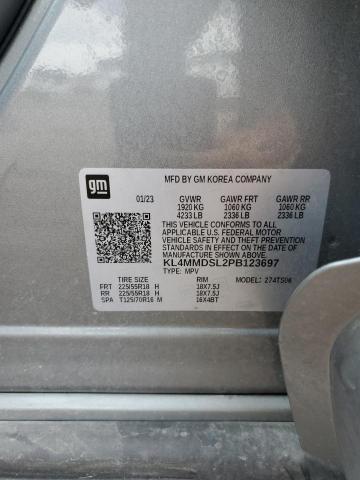 gm
MFD BY GM KOREA COMPANY
01/23 GVWR GAWR FRT GAWR RR
1920 KG 1060 KG 1060 KG
4233 LB 2336 LB 2336 LB
THIS VEHICLE CONFORMS TO ALL
APPLICABLE U.S. FEDERAL MOTOR
VEHICLE SAFETY AND THEFT PREVENTION
STANDARDS IN EFFECT ON THE DATE OF
MANUFACTURE SHOWN ABOVE.
KL4MMDSL2PB123697
TYPE: MPV
TIRE SIZE RIM MODEL: 274TS06
FRT 225/55R18 H 18X7.5J
RR 225/55R18 H 18X7.5J
SPA T125/70R16 M 16X4BT